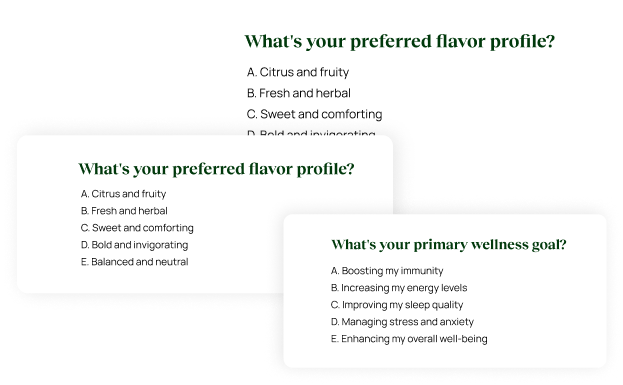 What's your preferred flavor profile?
A. Citrus and fruity
B. Fresh and herbal
C. Sweet and comforting
D. Bold and invigorating
What's your preferred flavor profile?
A. Citrus and fruity
B. Fresh and herbal
C. Sweet and comforting
D. Bold and invigorating
E. Balanced and neutral
What's your primary wellness goal?
A. Boosting my immunity
B. Increasing my energy levels
C. Improving my sleep quality
D. Managing stress and anxiety
E. Enhancing my overall well-being